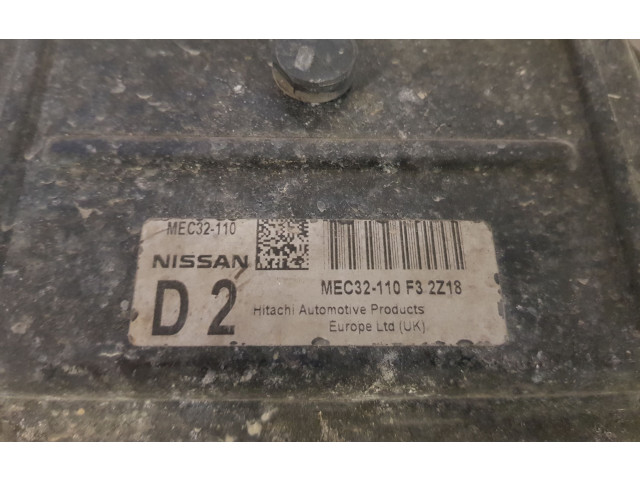 MEC32-110
NISSAN
MEC32-110 F3 2Z18
D 2
Hitachi Automotive Products
Europe Ltd (UK)